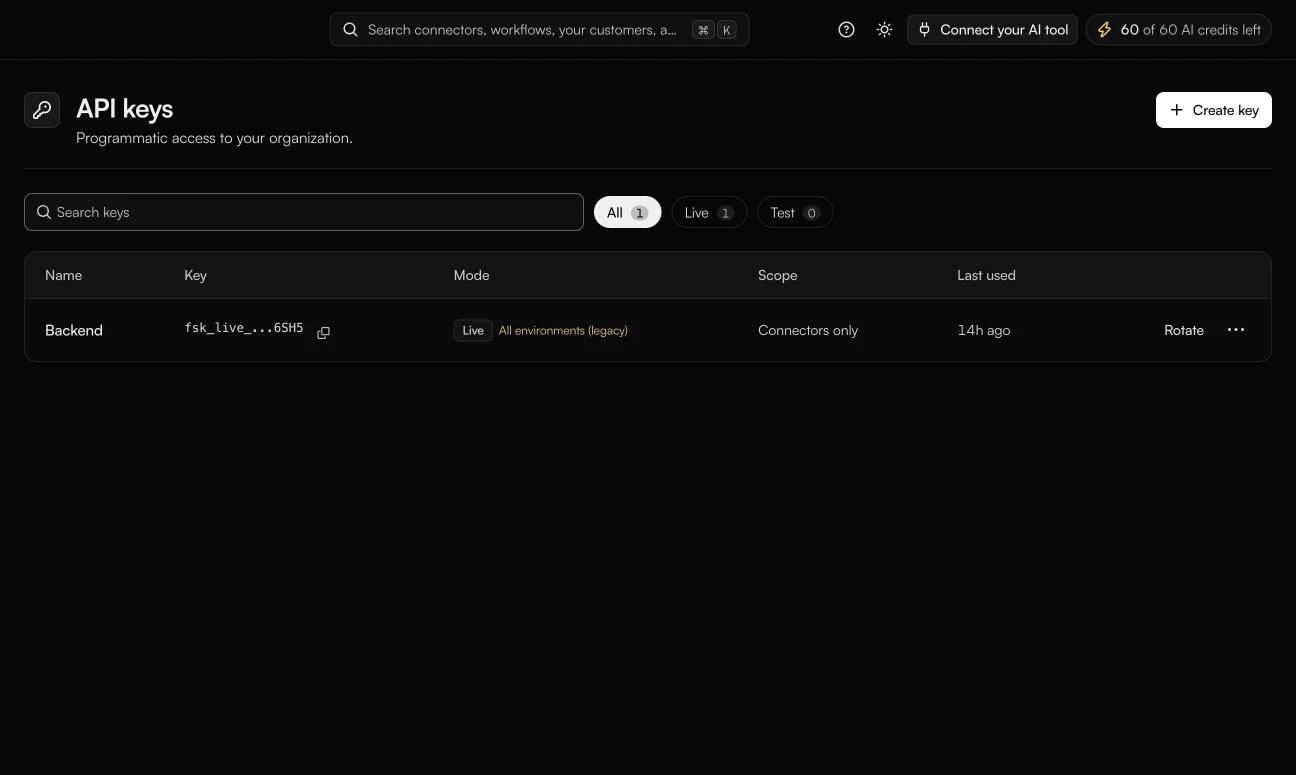 Search connectors, workflows, your customers, a... ⌘ K
Connect your AI tool
60 of 60 AI credits left
API keys
Programmatic access to your organization.
+ Create key
Search keys
All 1
Live 1
Test 0
Name Key Mode Scope Last used
Backend fsk_live_...6SH5 Live All environments (legacy) Connectors only 14h ago Rotate ...